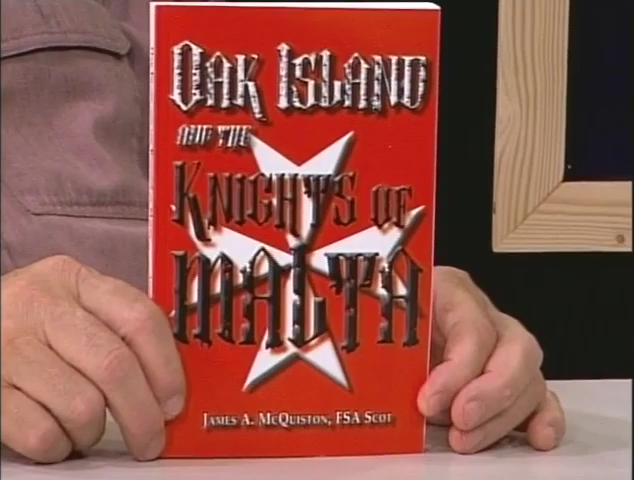 OAK ISLAND
AND THE
KNIGHTS OF
MALTA
JAMES A. MCQUISTON, FSA SCOT